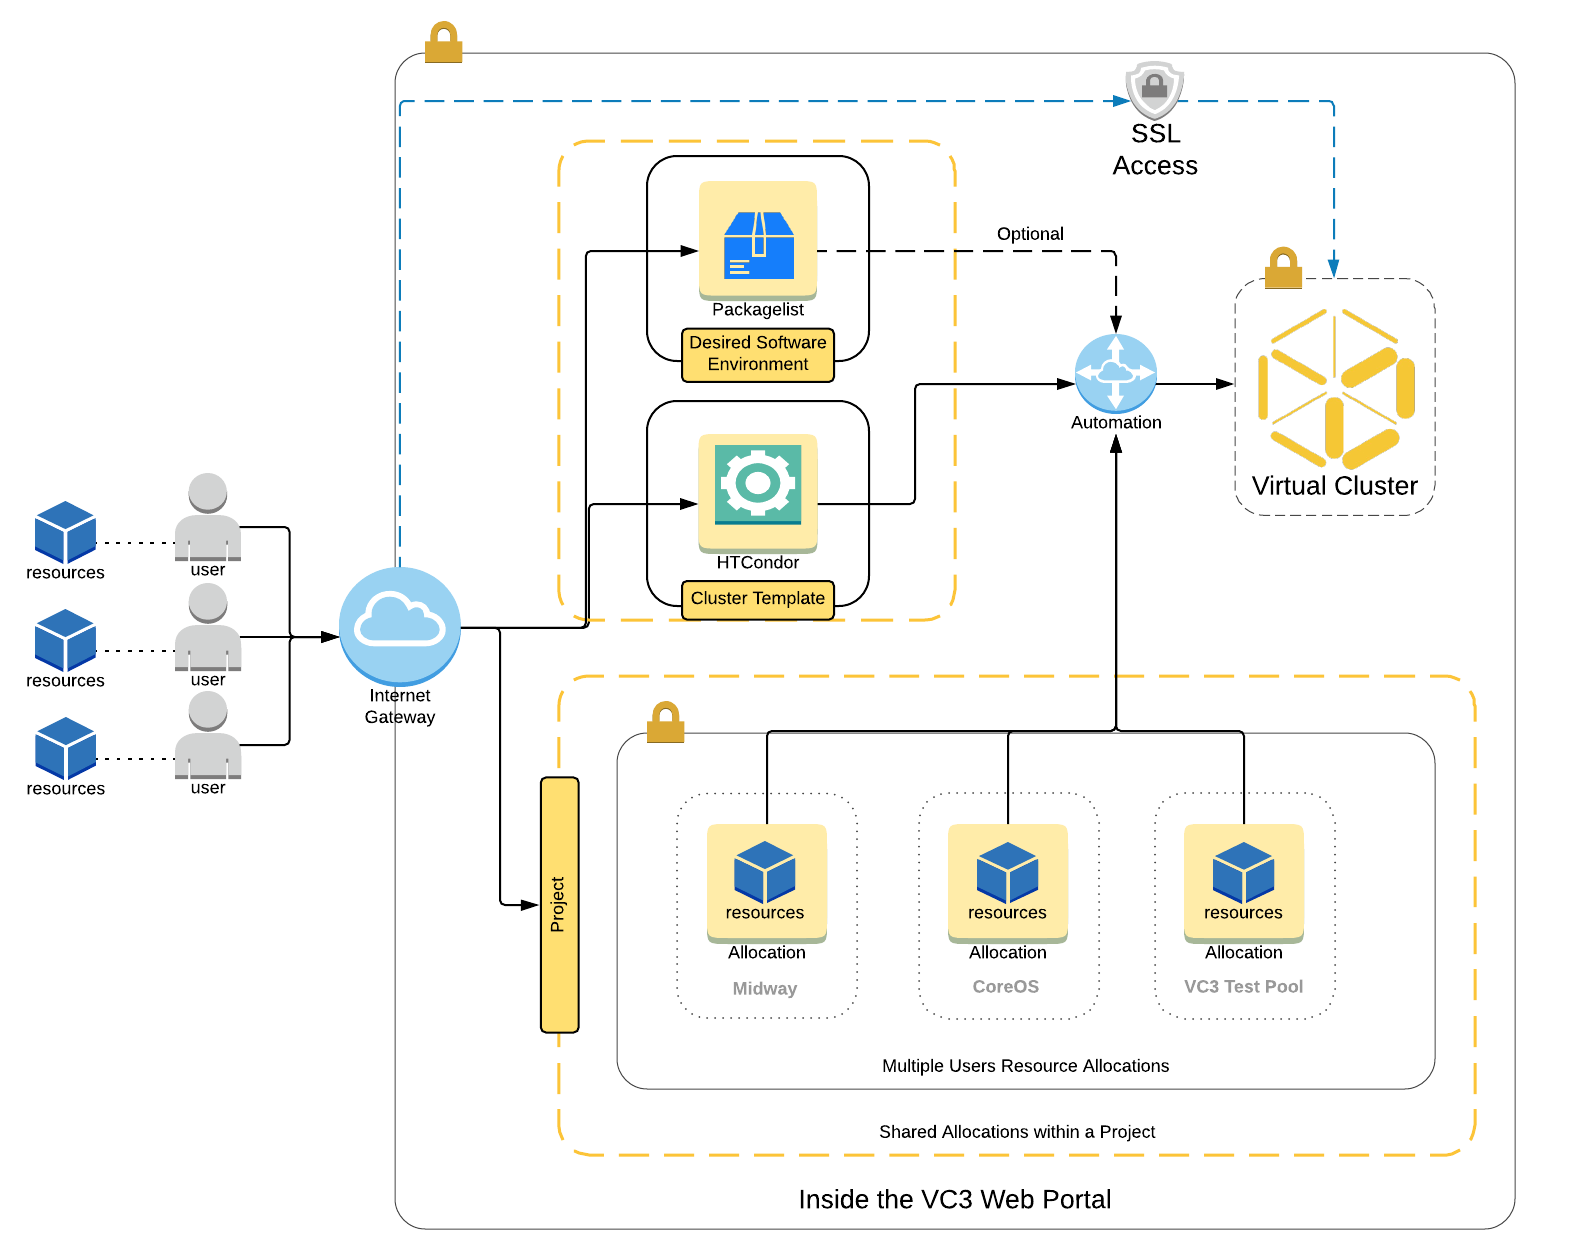 SSL
Access
Optional
Packagelist
Desired Software
Environment
Automation
Virtual Cluster
HTCondor
Cluster Template
resources
user
resources
user
resources
user
Internet
Gateway
Project
resources
Allocation
Midway
resources
Allocation
CoreOS
resources
Allocation
VC3 Test Pool
Multiple Users Resource Allocations
Shared Allocations within a Project
Inside the VC3 Web Portal